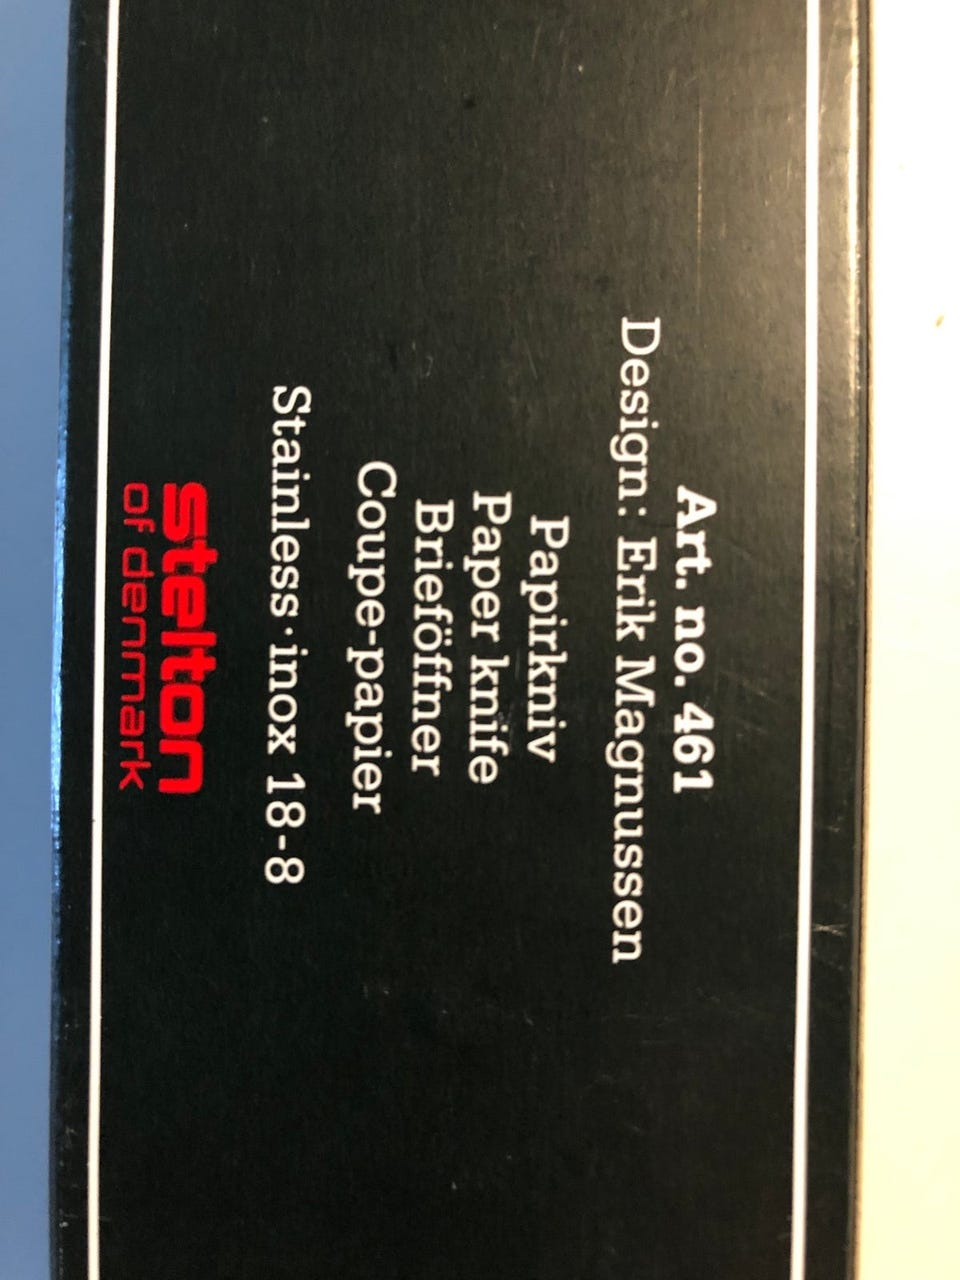 Art. no. 461
Design: Erik Magnussen
Papirkniv
Paper knife
Brieföffner
Coupe-papier
Stainless·inox 18-8
stelton
of denmark